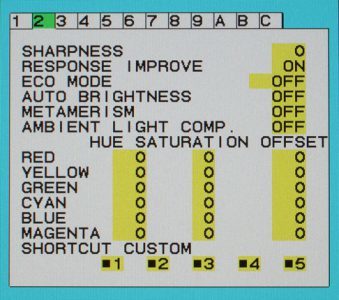 1 2 3 4 5 6 7 8 9 A B C
SHARPNESS 0
RESPONSE IMPROVE ON
ECO MODE OFF
AUTO BRIGHTNESS OFF
METAMERISM OFF
AMBIENT LIGHT COMP. OFF
HUE SATURATION OFFSET
RED 0 0 0
YELLOW 0 0 0
GREEN 0 0 0
CYAN 0 0 0
BLUE 0 0 0
MAGENTA 0 0 0
SHORTCUT CUSTOM
■1 ■2 ■3 ■4 ■5